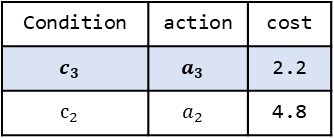 Condition action cost
c₃ a₃ 2.2
c₂ a₂ 4.8